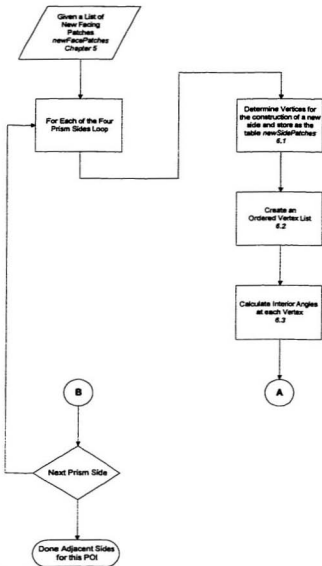 Given a List of
New Facing
Patches
newFacePatches
Chapter 5
For Each of the Four
Prism Sides Loop
Determine Vertices for
the construction of a new
side and store as the
table newSidePatches
6.1
Create an
Ordered Vertex List
6.2
Calculate Interior Angles
at each Vertex
6.3
A
B
Next Prism Side
Done Adjacent Sides
for this POI